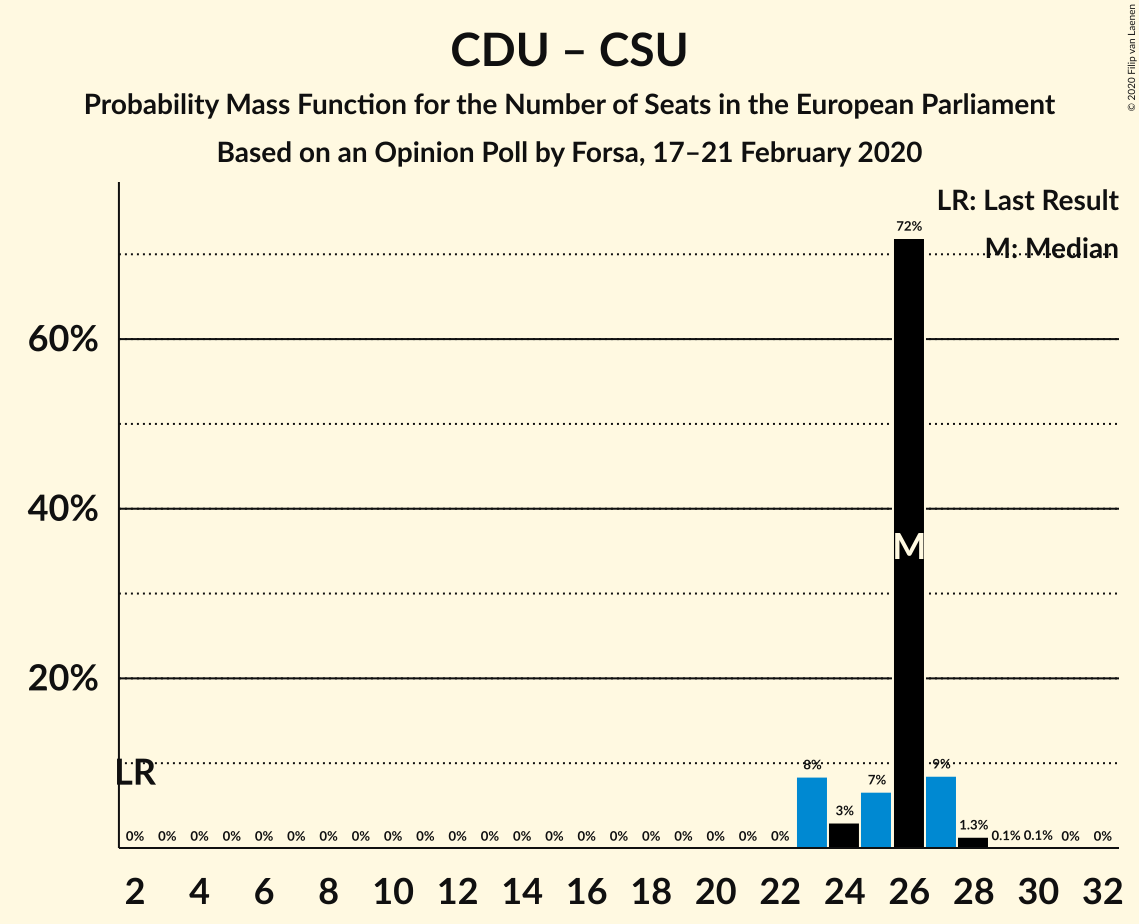 © 2020 Filip van Laenen
CDU – CSU
Probability Mass Function for the Number of Seats in the European Parliament
Based on an Opinion Poll by Forsa, 17–21 February 2020
LR: Last Result
M: Median
72%
60%
40%
M
20%
LR
8%
9%
7%
3%
1.3%
0% 0% 0% 0% 0% 0% 0% 0% 0% 0% 0% 0% 0% 0% 0% 0% 0% 0% 0% 0% 0% 0.1% 0.1% 0% 0%
2 4 6 8 10 12 14 16 18 20 22 24 26 28 30 32